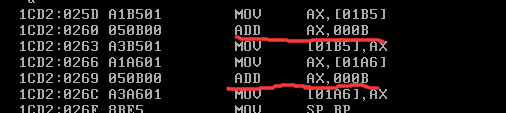 1CD2:025D A1B501 MOV AX,[01B5]
1CD2:0260 050B00 ADD AX,000B
1CD2:0263 A3B501 MOV [01B5],AX
1CD2:0266 A1A601 MOV AX,[01A6]
1CD2:0269 050B00 ADD AX,000B
1CD2:026C A3A601 MOV [01A6],AX
1CD2:026F 8BE5 MOV SP,BP